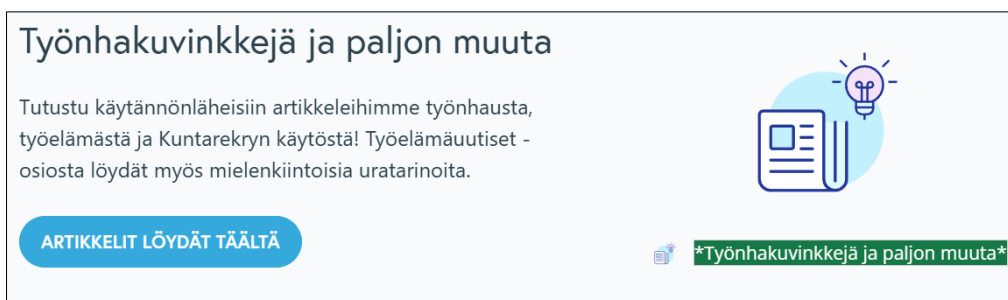 Työnhakuvinkkejä ja paljon muuta
Tutustu käytännönläheisiin artikkeleihimme työnhausta,
työelämästä ja Kuntarekryn käytöstä! Työelämäuutiset -
osiosta löydät myös mielenkiintoisia uratarinoita.
ARTIKKELIT LÖYDÄT TÄÄLTÄ
*Työnhakuvinkkejä ja paljon muuta*